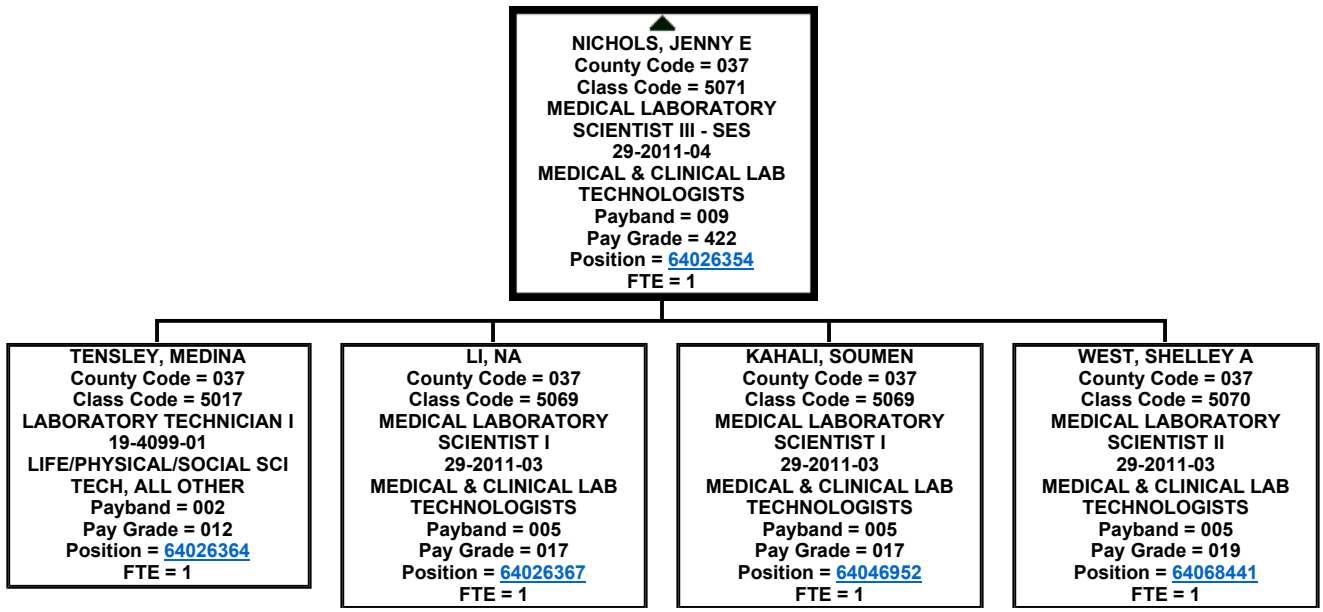 NICHOLS, JENNY E
County Code = 037
Class Code = 5071
MEDICAL LABORATORY
SCIENTIST III - SES
29-2011-04
MEDICAL & CLINICAL LAB
TECHNOLOGISTS
Payband = 009
Pay Grade = 422
Position = 64026354
FTE = 1
TENSLEY, MEDINA
County Code = 037
Class Code = 5017
LABORATORY TECHNICIAN I
19-4099-01
LIFE/PHYSICAL/SOCIAL SCI
TECH, ALL OTHER
Payband = 002
Pay Grade = 012
Position = 64026364
FTE = 1
LI, NA
County Code = 037
Class Code = 5069
MEDICAL LABORATORY
SCIENTIST I
29-2011-03
MEDICAL & CLINICAL LAB
TECHNOLOGISTS
Payband = 005
Pay Grade = 017
Position = 64026367
FTE = 1
KAHALI, SOUMEN
County Code = 037
Class Code = 5069
MEDICAL LABORATORY
SCIENTIST I
29-2011-03
MEDICAL & CLINICAL LAB
TECHNOLOGISTS
Payband = 005
Pay Grade = 017
Position = 64046952
FTE = 1
WEST, SHELLEY A
County Code = 037
Class Code = 5070
MEDICAL LABORATORY
SCIENTIST II
29-2011-03
MEDICAL & CLINICAL LAB
TECHNOLOGISTS
Payband = 005
Pay Grade = 019
Position = 64068441
FTE = 1